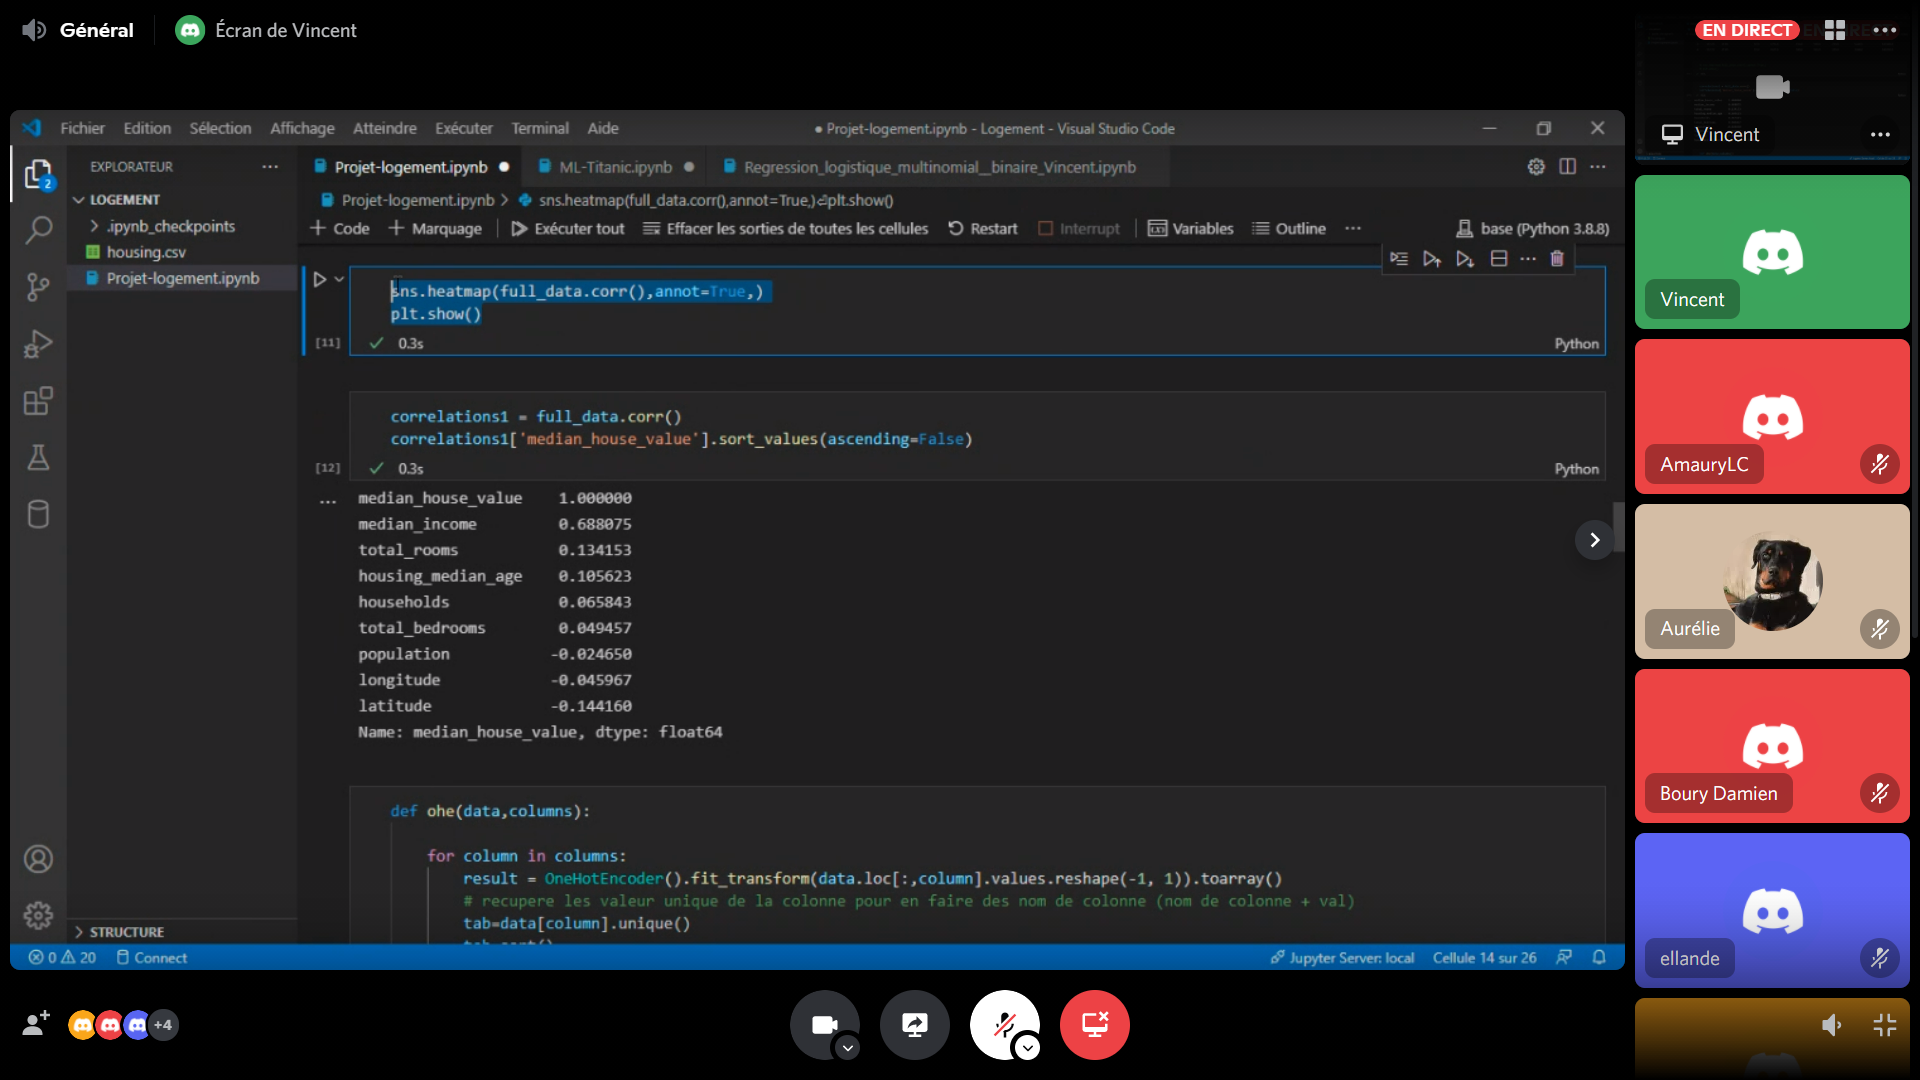 Général
Écran de Vincent
EN DIRECT
Fichier Edition Sélection Affichage Atteindre Exécuter Terminal Aide
● Projet-logement.ipynb - Logement - Visual Studio Code
EXPLORATEUR
LOGEMENT
.ipynb_checkpoints
housing.csv
Projet-logement.ipynb
STRUCTURE
2
Projet-logement.ipynb
ML-Titanic.ipynb
Regression_logistique_multinomial__binaire_Vincent.ipynb
Projet-logement.ipynb > sns.heatmap(full_data.corr(),annot=True,)⏎plt.show()
+ Code + Marquage Exécuter tout Effacer les sorties de toutes les cellules Restart Interrupt Variables Outline ... base (Python 3.8.8)
sns.heatmap(full_data.corr(),annot=True,)
plt.show()
[11] ✓ 0.3s Python
correlations1 = full_data.corr()
correlations1['median_house_value'].sort_values(ascending=False)
[12] ✓ 0.3s Python
median_house_value 1.000000
median_income 0.688075
total_rooms 0.134153
housing_median_age 0.105623
households 0.065843
total_bedrooms 0.049457
population -0.024650
longitude -0.045967
latitude -0.144160
Name: median_house_value, dtype: float64
def ohe(data,columns):
for column in columns:
result = OneHotEncoder().fit_transform(data.loc[:,column].values.reshape(-1, 1)).toarray()
# recupere les valeur unique de la colonne pour en faire des nom de colonne (nom de colonne + val)
tab=data[column].unique()
0 20 Connect
Jupyter Server: local Cellule 14 sur 26
Vincent
Vincent
AmauryLC
Aurélie
Boury Damien
ellande
+4